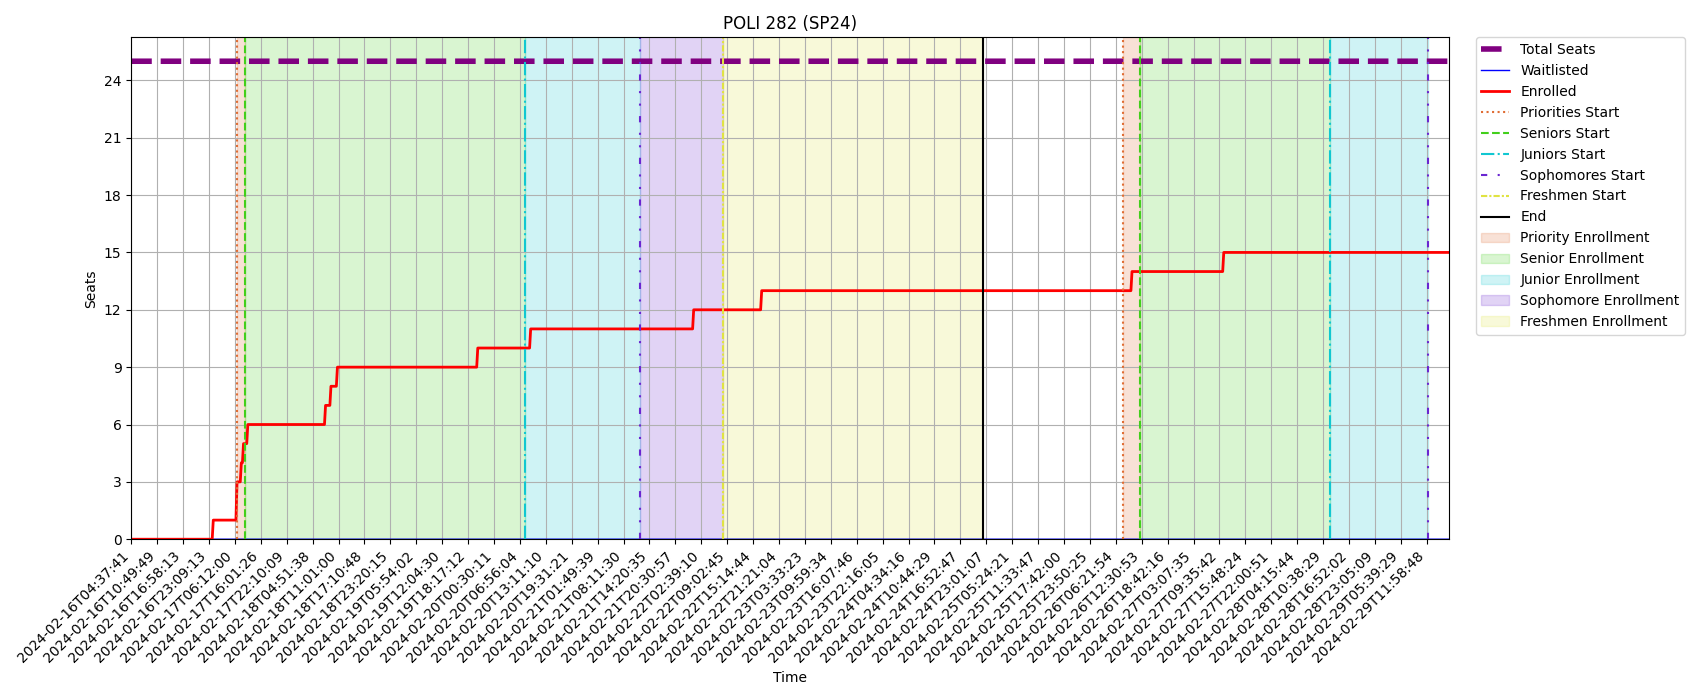 POLI 282 (SP24)
Total Seats
Waitlisted
Enrolled
Priorities Start
Seniors Start
Juniors Start
Sophomores Start
Freshmen Start
End
Priority Enrollment
Senior Enrollment
Junior Enrollment
Sophomore Enrollment
Freshmen Enrollment
Seats
24
21
18
15
12
9
6
3
0
2024-02-16T04:37:41
2024-02-16T10:49:49
2024-02-16T16:58:13
2024-02-16T23:09:13
2024-02-17T06:12:00
2024-02-17T16:01:26
2024-02-17T22:10:09
2024-02-18T04:51:38
2024-02-18T11:01:00
2024-02-18T17:10:48
2024-02-18T23:20:15
2024-02-19T05:54:02
2024-02-19T12:04:30
2024-02-19T18:17:12
2024-02-20T00:30:11
2024-02-20T06:56:04
2024-02-20T13:11:10
2024-02-20T19:31:23
2024-02-21T01:49:39
2024-02-21T08:11:30
2024-02-21T14:20:35
2024-02-21T20:30:57
2024-02-22T02:39:10
2024-02-22T09:02:45
2024-02-22T15:14:44
2024-02-22T21:21:04
2024-02-23T03:33:23
2024-02-23T09:59:34
2024-02-23T16:07:46
2024-02-23T22:16:05
2024-02-24T04:34:16
2024-02-24T10:44:29
2024-02-24T16:52:47
2024-02-24T23:01:07
2024-02-25T05:24:21
2024-02-25T11:33:47
2024-02-25T17:42:00
2024-02-25T23:50:25
2024-02-26T06:21:54
2024-02-26T12:30:53
2024-02-26T18:42:16
2024-02-27T03:07:35
2024-02-27T09:35:42
2024-02-27T15:48:24
2024-02-27T22:00:51
2024-02-28T04:15:44
2024-02-28T10:38:29
2024-02-28T16:52:02
2024-02-28T23:05:09
2024-02-29T05:39:29
2024-02-29T11:58:48
Time